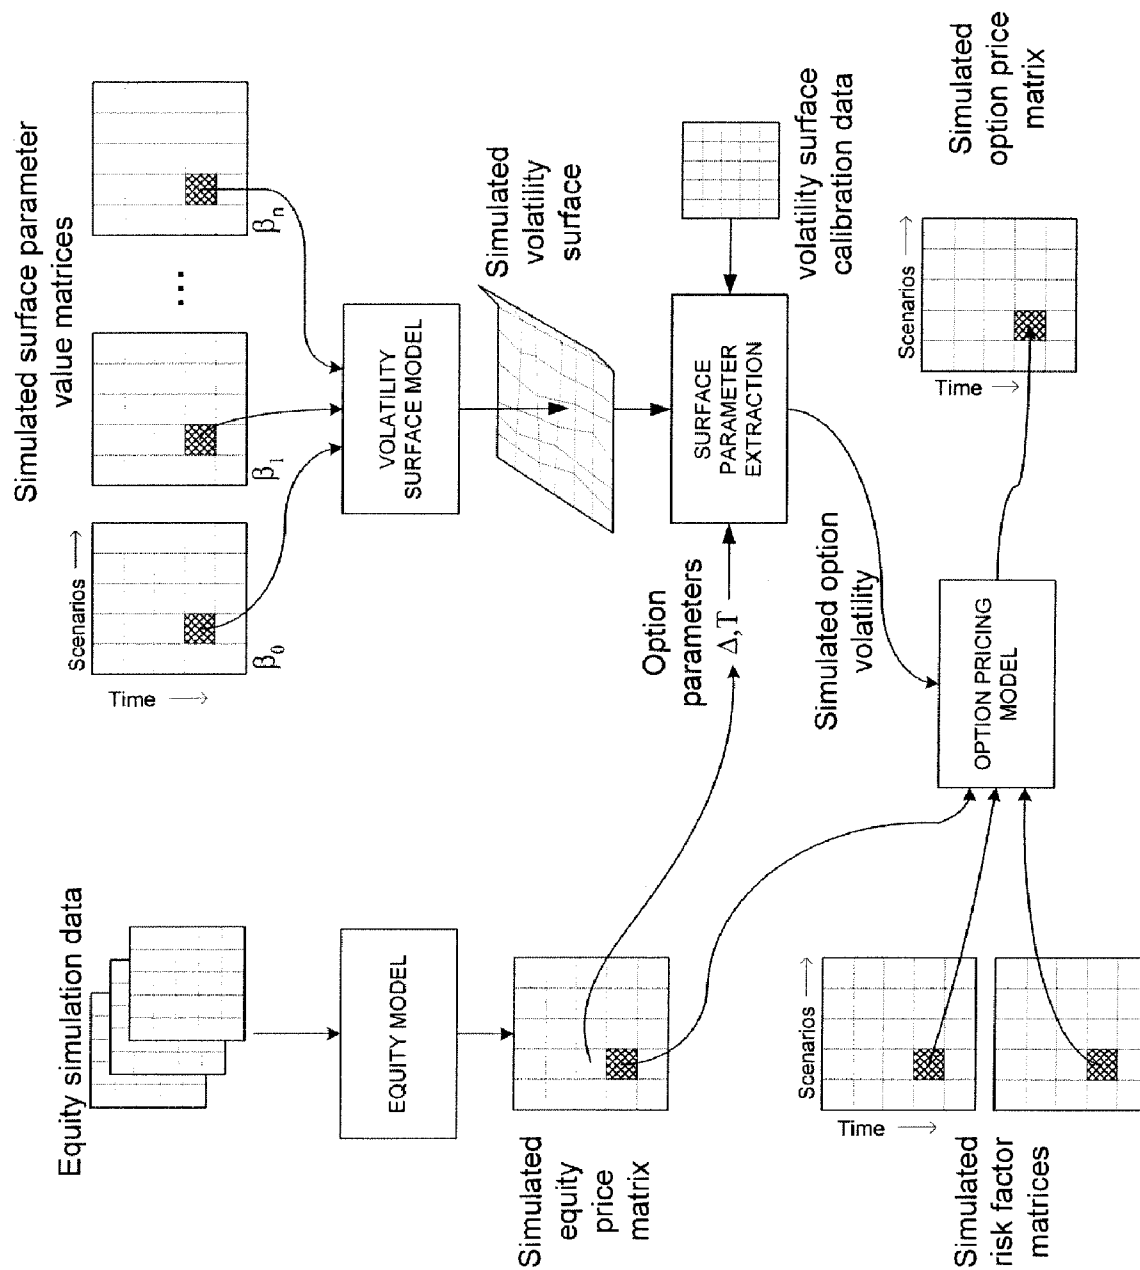 Equity simulation data
EQUITY MODEL
Simulated
equity
price
matrix
Simulated surface parameter
value matrices
Scenarios →
Time →
β0
β1
...
βn
VOLATILITY
SURFACE MODEL
Simulated
volatility
surface
Option
parameters
Δ,T
SURFACE
PARAMETER
EXTRACTION
volatility surface
calibration data
Simulated option
volatility
Scenarios →
Time →
Simulated
risk factor
matrices
OPTION PRICING
MODEL
Scenarios →
Time →
Simulated
option price
matrix